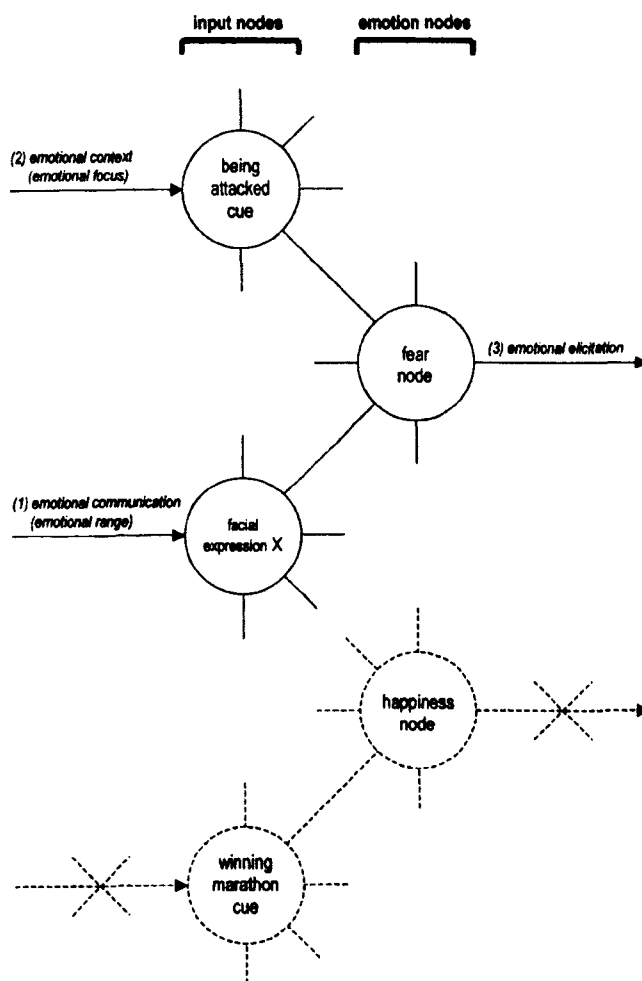 input nodes
emotion nodes
(2) emotional context
(emotional focus)
being
attacked
cue
fear
node
(3) emotional elicitation
(1) emotional communication
(emotional range)
facial
expression X
happiness
node
winning
marathon
cue